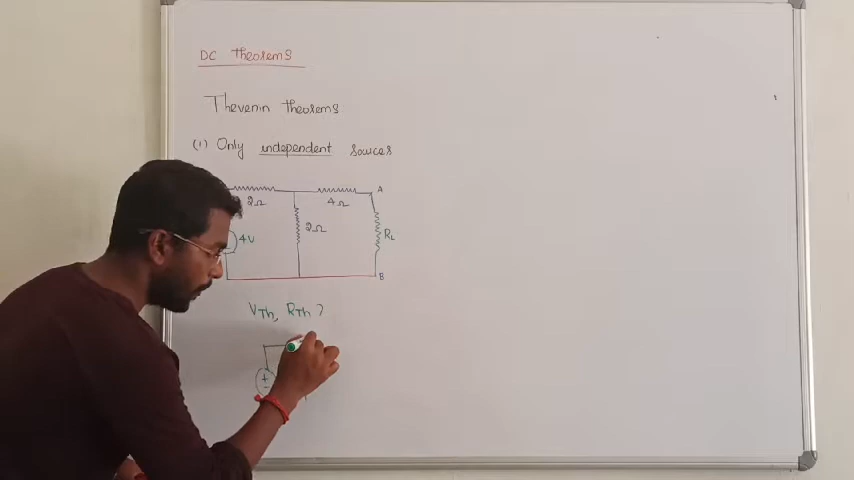 DC Theorems
Thevenin theorems
(1) Only independent sources
2Ω 4Ω A
2Ω
4V RL
B
VTh, RTh ?
+
-